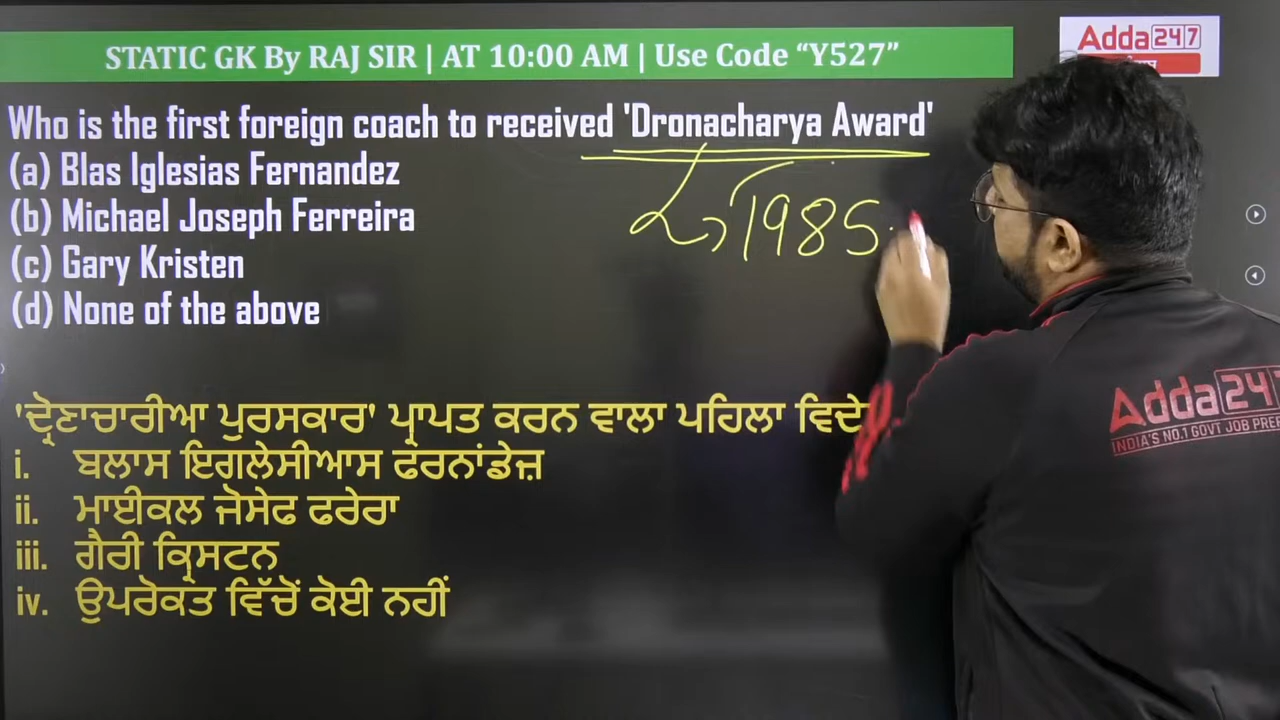 STATIC GK By RAJ SIR | AT 10:00 AM | Use Code “Y527”
Adda247
Who is the first foreign coach to received 'Dronacharya Award'
(a) Blas Iglesias Fernandez
(b) Michael Joseph Ferreira
(c) Gary Kristen
(d) None of the above
1985
'ਦ੍ਰੋਣਾਚਾਰੀਆ ਪੁਰਸਕਾਰ' ਪ੍ਰਾਪਤ ਕਰਨ ਵਾਲਾ ਪਹਿਲਾ ਵਿਦੇ
i. ਬਲਾਸ ਇਗਲੇਸੀਆਸ ਫਰਨਾਂਡੇਜ਼
ii. ਮਾਈਕਲ ਜੋਸੇਫ ਫਰੇਰਾ
iii. ਗੈਰੀ ਕ੍ਰਿਸਟਨ
iv. ਉਪਰੋਕਤ ਵਿੱਚੋਂ ਕੋਈ ਨਹੀਂ
Adda247
INDIA'S NO.1 GOVT JOB PREP